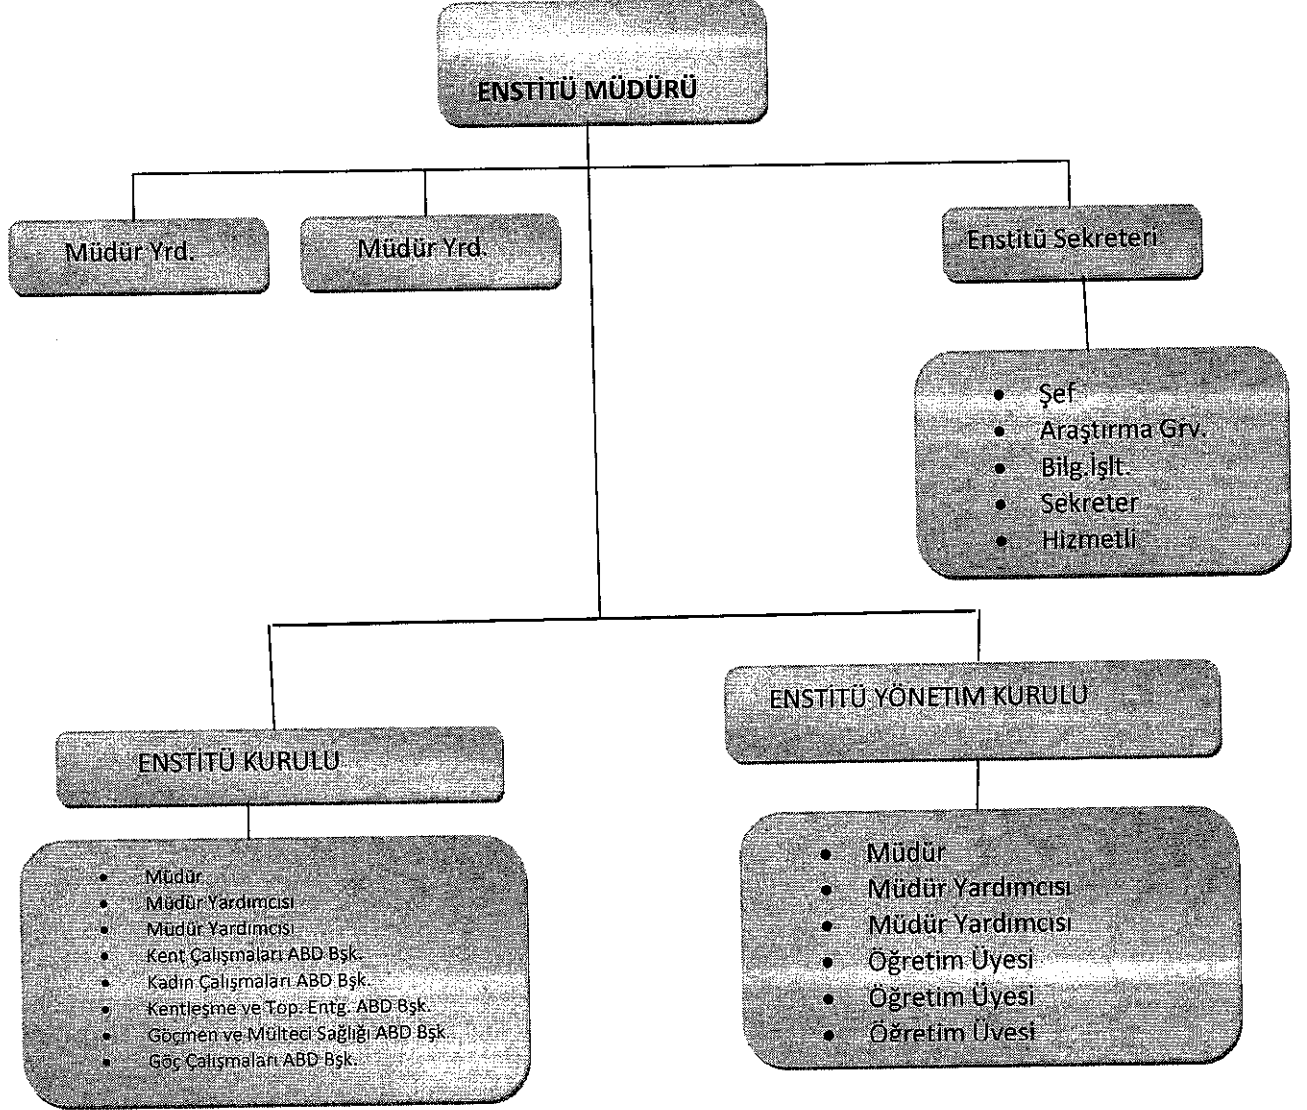 ENSTİTÜ MÜDÜRÜ
Müdür Yrd.
Müdür Yrd.
Enstitü Sekreteri
• Şef
• Araştırma Grv.
• Bilg.İşlt.
• Sekreter
• Hizmetli
ENSTİTÜ KURULU
• Müdür
• Müdür Yardımcısı
• Müdür Yardımcısı
• Kent Çalışmaları ABD Bşk.
• Kadın Çalışmaları ABD Bşk.
• Kentleşme ve Top. Entg. ABD Bşk.
• Göçmen ve Mülteci Sağlığı ABD Bşk.
• Göç Çalışmaları ABD Bşk.
ENSTİTÜ YÖNETİM KURULU
• Müdür
• Müdür Yardımcısı
• Müdür Yardımcısı
• Öğretim Üyesi
• Öğretim Üyesi
• Öğretim Üyesi